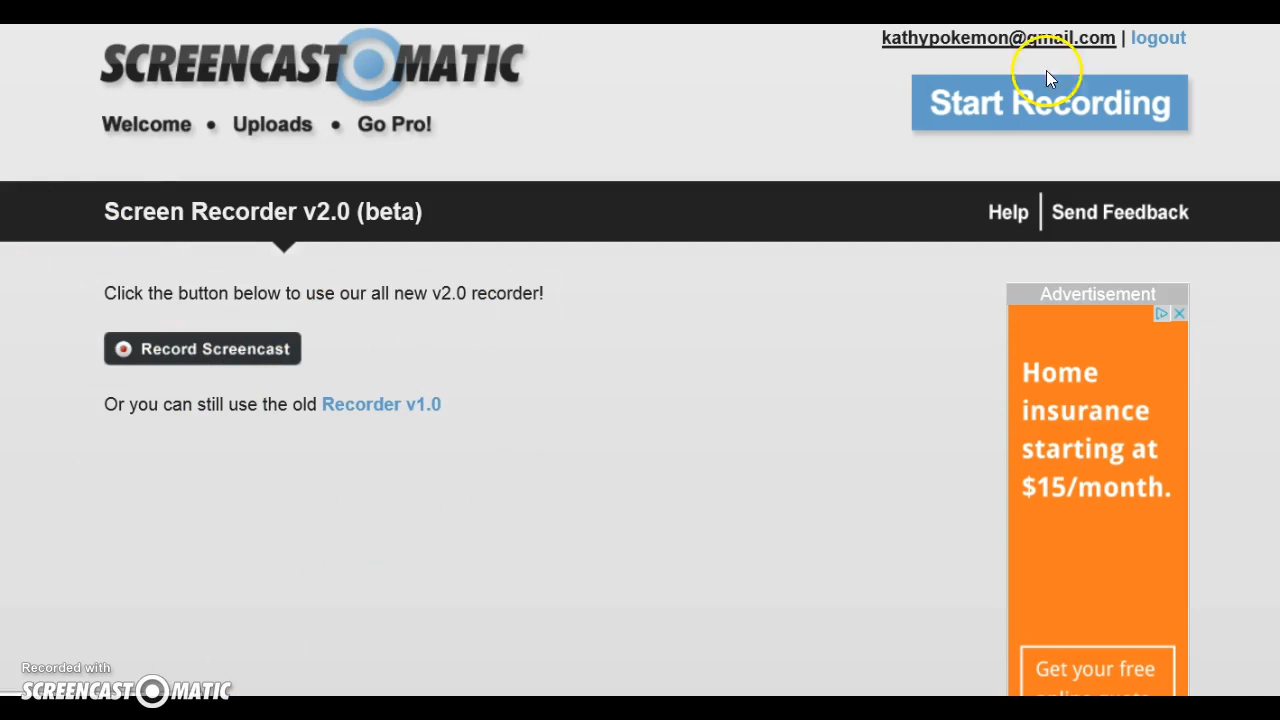 SCREENCAST-O-MATIC
kathypokemon@gmail.com | logout
Start Recording
Welcome • Uploads • Go Pro!
Screen Recorder v2.0 (beta)
Help | Send Feedback
Click the button below to use our all new v2.0 recorder!
Record Screencast
Or you can still use the old Recorder v1.0
Advertisement
Home
insurance
starting at
$15/month.
Get your free
Recorded with
SCREENCAST-O-MATIC